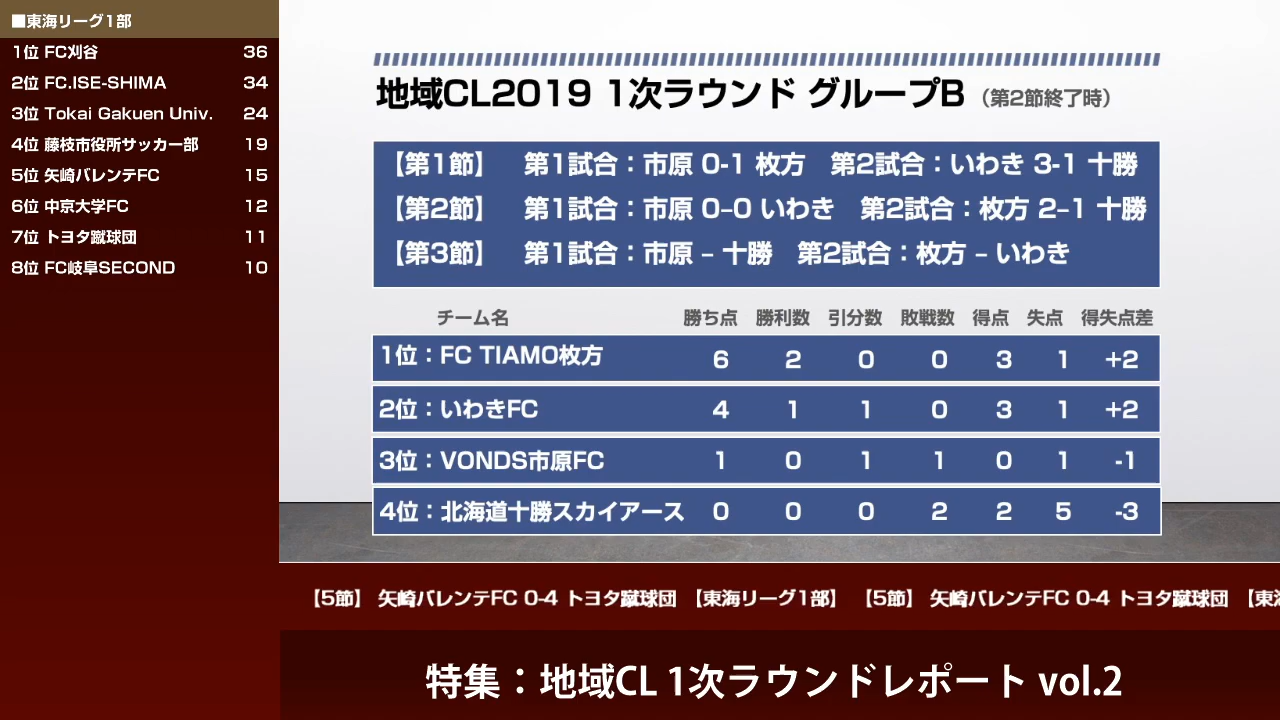 ■東海リーグ1部
1位 FC刈谷 36
2位 FC.ISE-SHIMA 34
3位 Tokai Gakuen Univ. 24
4位 藤枝市役所サッカー部 19
5位 矢崎バレンテFC 15
6位 中京大学FC 12
7位 トヨタ蹴球団 11
8位 FC岐阜SECOND 10
地域CL2019 1次ラウンド グループB（第2節終了時）
【第1節】 第1試合：市原 0-1 枚方 第2試合：いわき 3-1 十勝
【第2節】 第1試合：市原 0–0 いわき 第2試合：枚方 2–1 十勝
【第3節】 第1試合：市原 – 十勝 第2試合：枚方 – いわき
チーム名 勝ち点 勝利数 引分数 敗戦数 得点 失点 得失点差
1位：FC TIAMO枚方 6 2 0 0 3 1 +2
2位：いわきFC 4 1 1 0 3 1 +2
3位：VONDS市原FC 1 0 1 1 0 1 -1
4位：北海道十勝スカイアース 0 0 0 2 2 5 -3
【5節】 矢崎バレンテFC 0-4 トヨタ蹴球団 【東海リーグ1部】 【5節】 矢崎バレンテFC 0-4 トヨタ蹴球団 【東海
特集：地域CL 1次ラウンドレポート vol.2